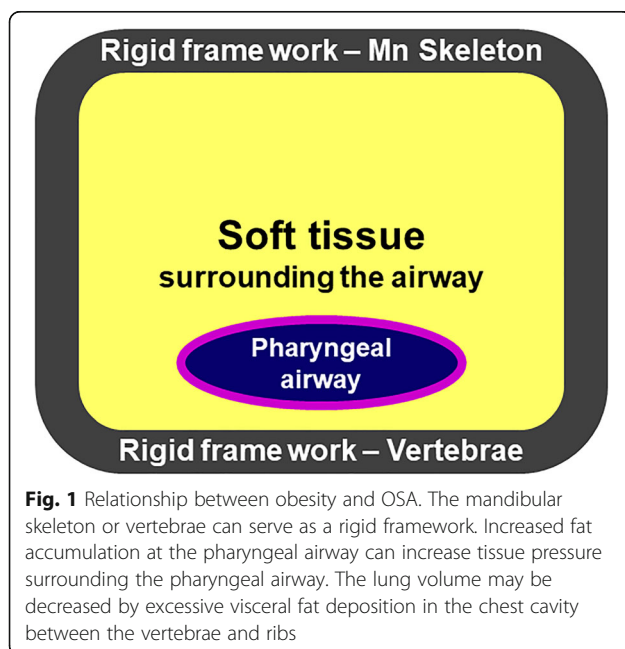 Rigid frame work – Mn Skeleton
Soft tissue
surrounding the airway
Pharyngeal
airway
Rigid frame work – Vertebrae
Fig. 1 Relationship between obesity and OSA. The mandibular
skeleton or vertebrae can serve as a rigid framework. Increased fat
accumulation at the pharyngeal airway can increase tissue pressure
surrounding the pharyngeal airway. The lung volume may be
decreased by excessive visceral fat deposition in the chest cavity
between the vertebrae and ribs